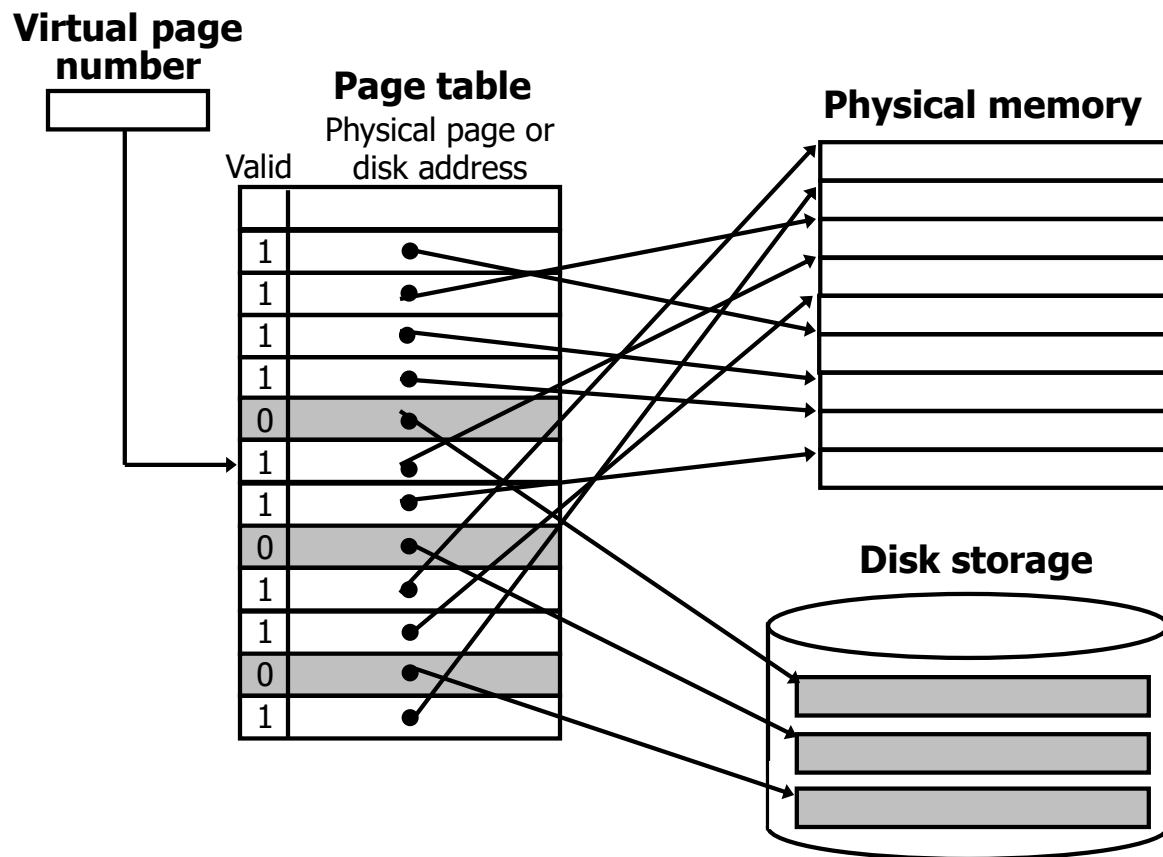 Virtual page
number
Page table
Physical page or
disk address
Valid
Physical memory
1
1
1
1
0
1
1
0
1
1
0
1
Disk storage